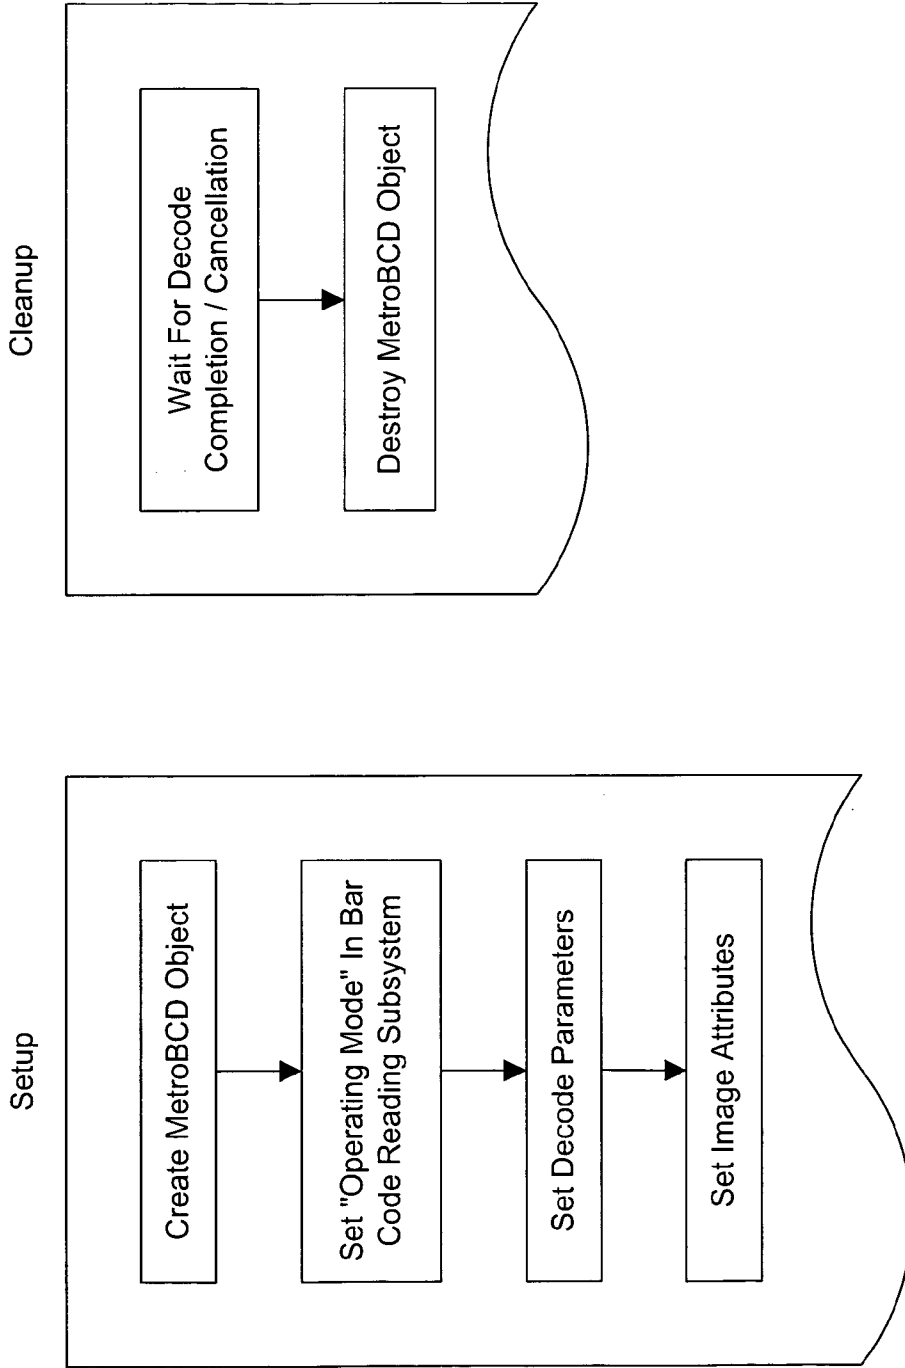 Setup
Create MetroBCD Object
Set "Operating Mode" In Bar
Code Reading Subsystem
Set Decode Parameters
Set Image Attributes
Cleanup
Wait For Decode
Completion / Cancellation
Destroy MetroBCD Object